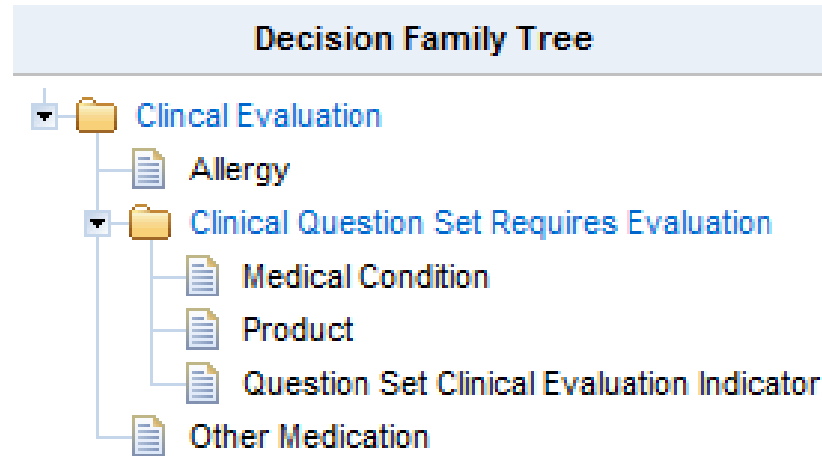 Decision Family Tree
Clincal Evaluation
Allergy
Clinical Question Set Requires Evaluation
Medical Condition
Product
Question Set Clinical Evaluation Indicator
Other Medication